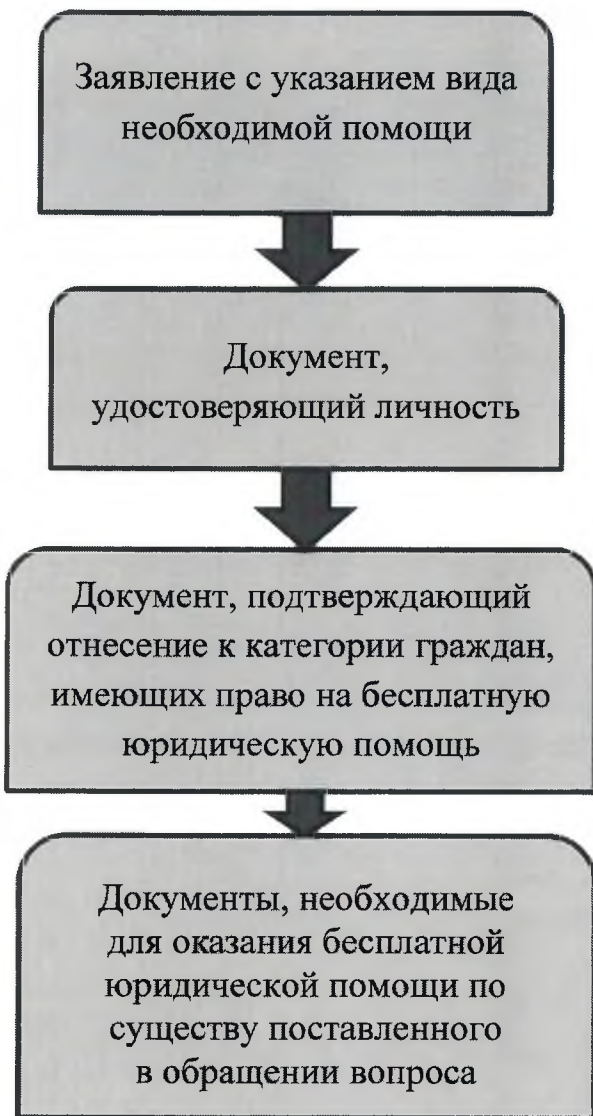 Заявление с указанием вида
необходимой помощи
Документ,
удостоверяющий личность
Документ, подтверждающий
отнесение к категории граждан,
имеющих право на бесплатную
юридическую помощь
Документы, необходимые
для оказания бесплатной
юридической помощи по
существу поставленного
в обращении вопроса